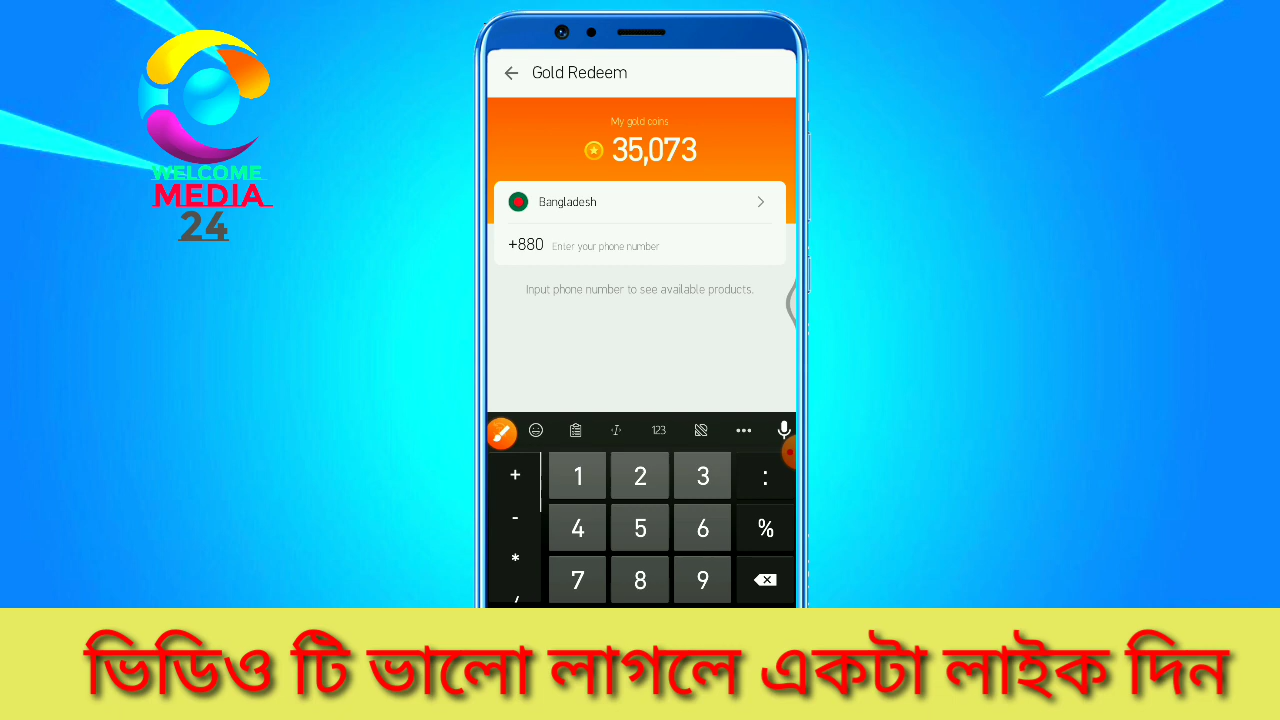 WELCOME
MEDIA
24
Gold Redeem
My gold coins
35,073
Bangladesh
+880 Enter your phone number
Input phone number to see available products.
123
+ 1 2 3 :
- 4 5 6 %
* 7 8 9
/
ভিডিও টি ভালো লাগলে একটা লাইক দিন